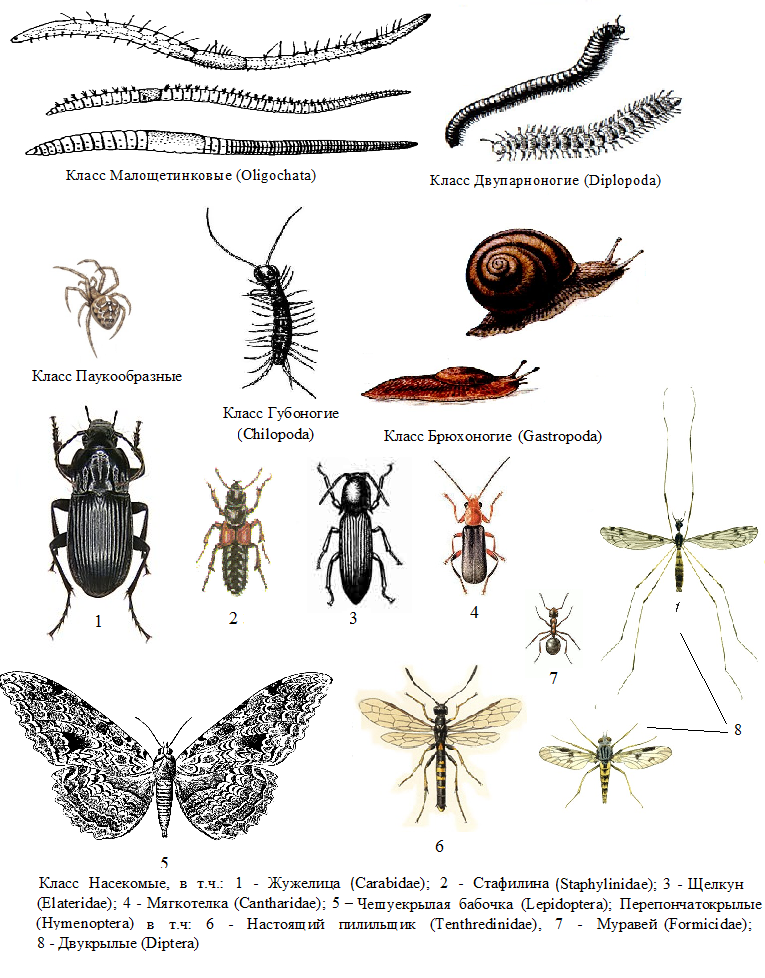 Класс Малощетинковые (Oligochata)
Класс Двупарноногие (Diplopoda)
Класс Паукообразные
Класс Губоногие
(Chilopoda)
Класс Брюхоногие (Gastropoda)
1
2
3
4
7
8
5
6
Класс Насекомые, в т.ч.: 1 - Жужелица (Carabidae); 2 - Стафилина (Staphylinidae); 3 - Щелкун
(Elateridae); 4 - Мягкотелка (Cantharidae); 5 – Чешуекрылая бабочка (Lepidoptera); Перепончатокрылые
(Hymenoptera) в т.ч: 6 - Настоящий пилильщик (Tenthredinidae), 7 - Муравей (Formicidae);
8 - Двукрылые (Diptera)